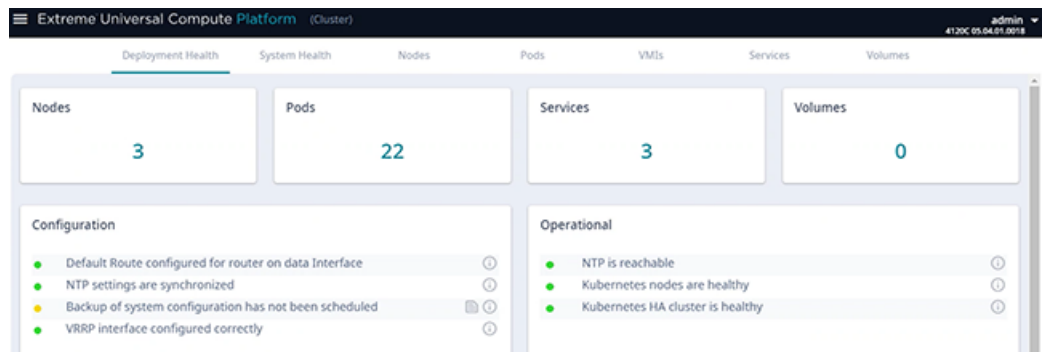 Extreme Universal Compute Platform (Cluster)
admin
4120C 05.04.01.0018
Deployment Health System Health Nodes Pods VMIs Services Volumes
Nodes Pods Services Volumes
3 22 3 0
Configuration Operational
Default Route configured for router on data Interface NTP is reachable
NTP settings are synchronized Kubernetes nodes are healthy
Backup of system configuration has not been scheduled Kubernetes HA cluster is healthy
VRRP interface configured correctly